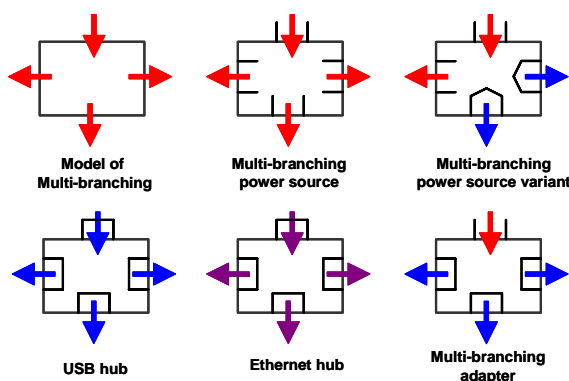 Model of
Multi-branching
Multi-branching
power source
Multi-branching
power source variant
USB hub
Ethernet hub
Multi-branching
adapter